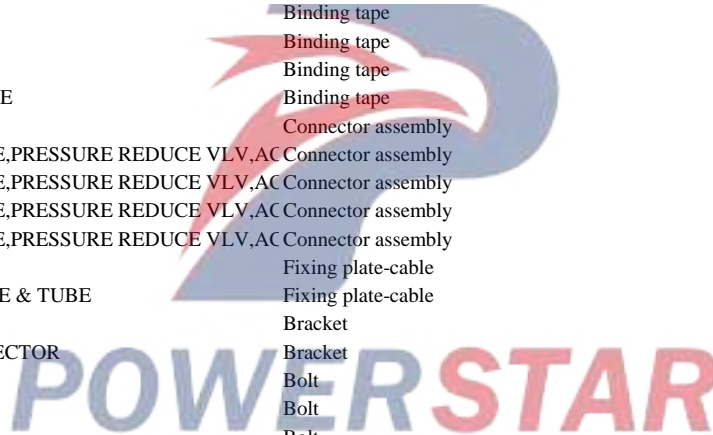 Binding tape
Binding tape
Binding tape
E Binding tape
Connector assembly
E,PRESSURE REDUCE VLV,AC Connector assembly
E,PRESSURE REDUCE VLV,AC Connector assembly
E,PRESSURE REDUCE VLV,AC Connector assembly
E,PRESSURE REDUCE VLV,AC Connector assembly
Fixing plate-cable
E & TUBE Fixing plate-cable
Bracket
ECTOR Bracket
POWERSTAR
Bolt
Bolt
Bolt